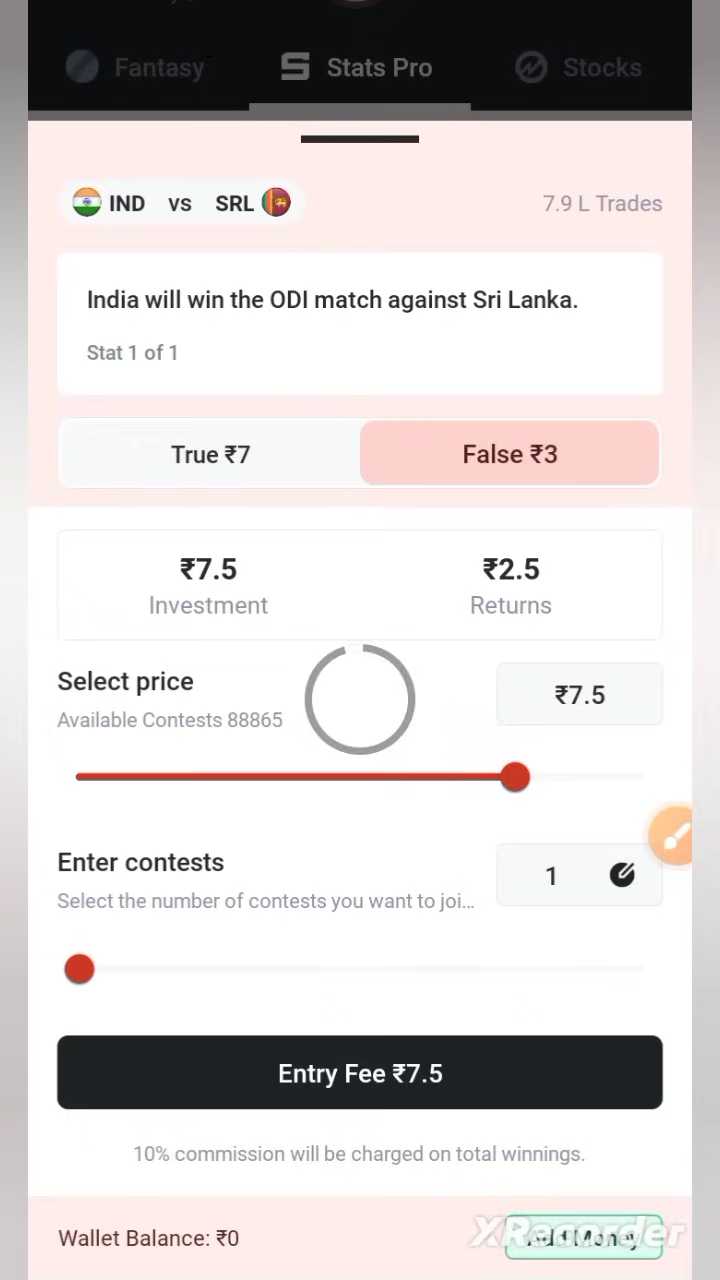 Fantasy
Stats Pro
Stocks
IND vs SRL
7.9 L Trades
India will win the ODI match against Sri Lanka.
Stat 1 of 1
True ₹7
False ₹3
₹7.5
Investment
₹2.5
Returns
Select price
Available Contests 88865
₹7.5
Enter contests
Select the number of contests you want to joi...
1
Entry Fee ₹7.5
10% commission will be charged on total winnings.
Wallet Balance: ₹0
Add Money
XRecorder